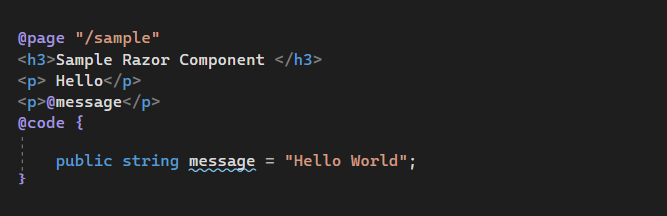 @page "/sample"
<h3>Sample Razor Component </h3>
<p> Hello</p>
<p>@message</p>
@code {
    public string message = "Hello World";
}